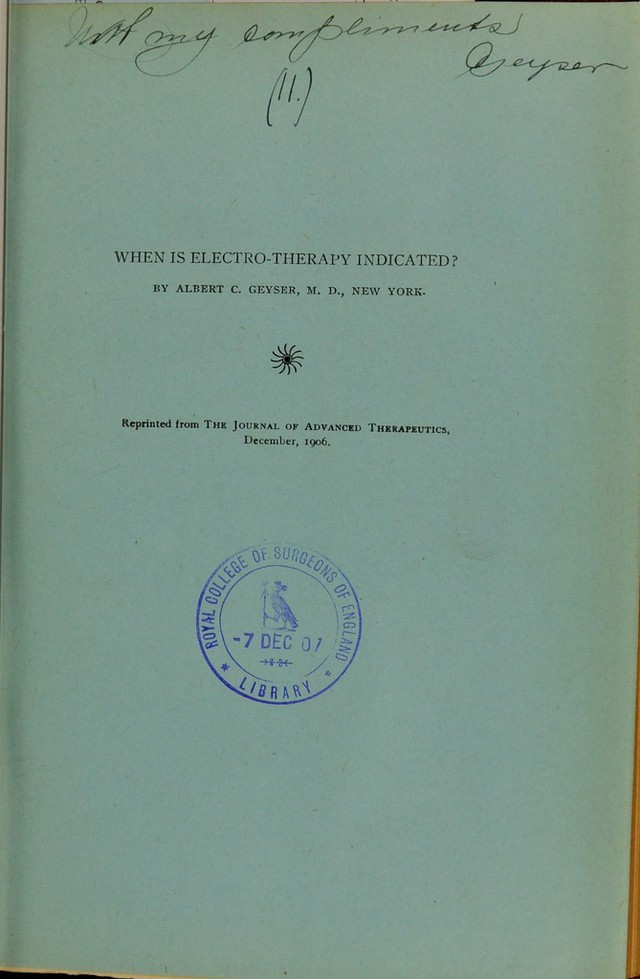 With my compliments
Geyser
(11.)
WHEN IS ELECTRO-THERAPY INDICATED?
BY ALBERT C. GEYSER, M. D., NEW YORK.
Reprinted from THE JOURNAL OF ADVANCED THERAPEUTICS,
December, 1906.
ROYAL COLLEGE OF SURGEONS OF ENGLAND
-7 DEC 07
* LIBRARY *